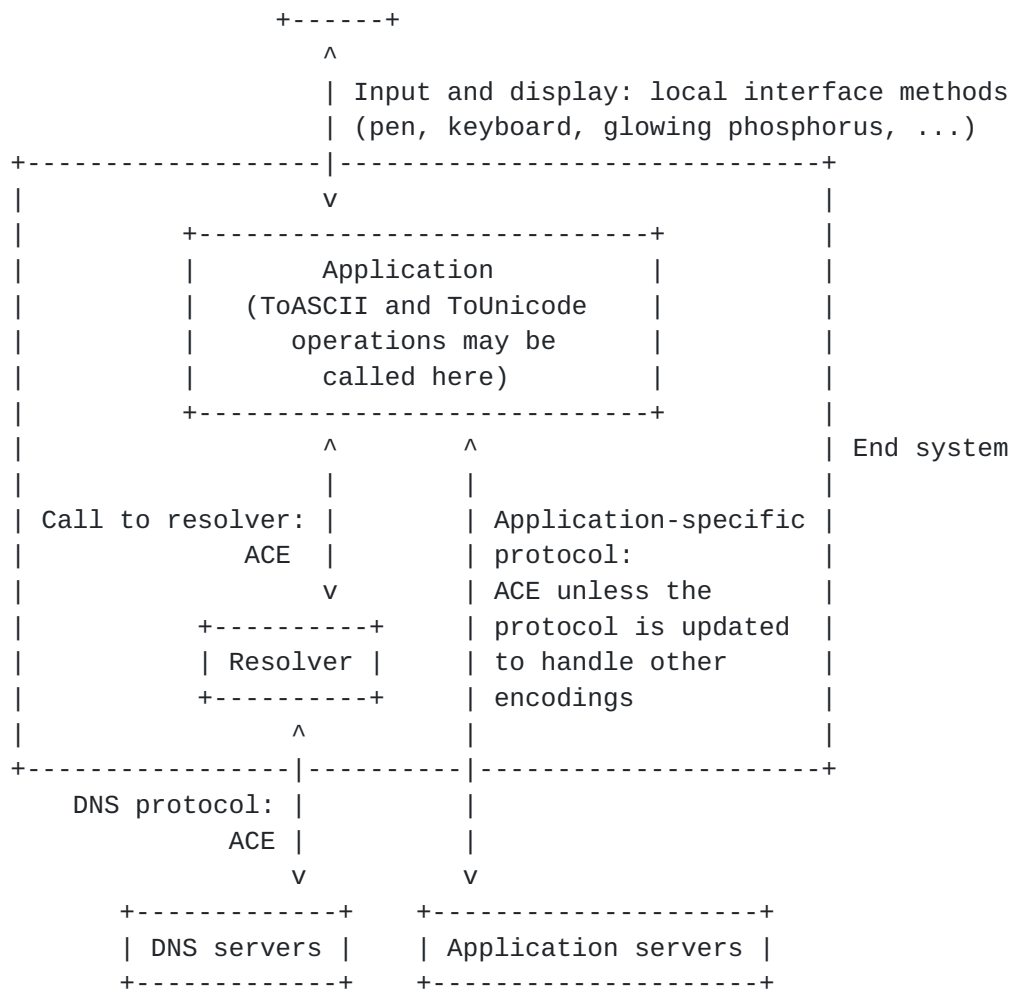 +------+
^
| Input and display: local interface methods
| (pen, keyboard, glowing phosphorus, ...)
+-------------------|-------------------------------+
|                   v                               |
|          +-----------------------------+          |
|          |        Application          |          |
|          |   (ToASCII and ToUnicode    |          |
|          |      operations may be      |          |
|          |        called here)         |          |
|          +-----------------------------+          |
|                   ^        ^                      | End system
|                   |        |                      |
| Call to resolver: |        | Application-specific |
|              ACE  |        | protocol:            |
|                   v        | ACE unless the       |
|           +----------+     | protocol is updated  |
|           | Resolver |     | to handle other      |
|           +----------+     | encodings            |
|                 ^          |                      |
+-----------------|----------|----------------------+
DNS protocol: |          |
ACE |          |
v          v
+-------------+    +---------------------+
| DNS servers |    | Application servers |
+-------------+    +---------------------+